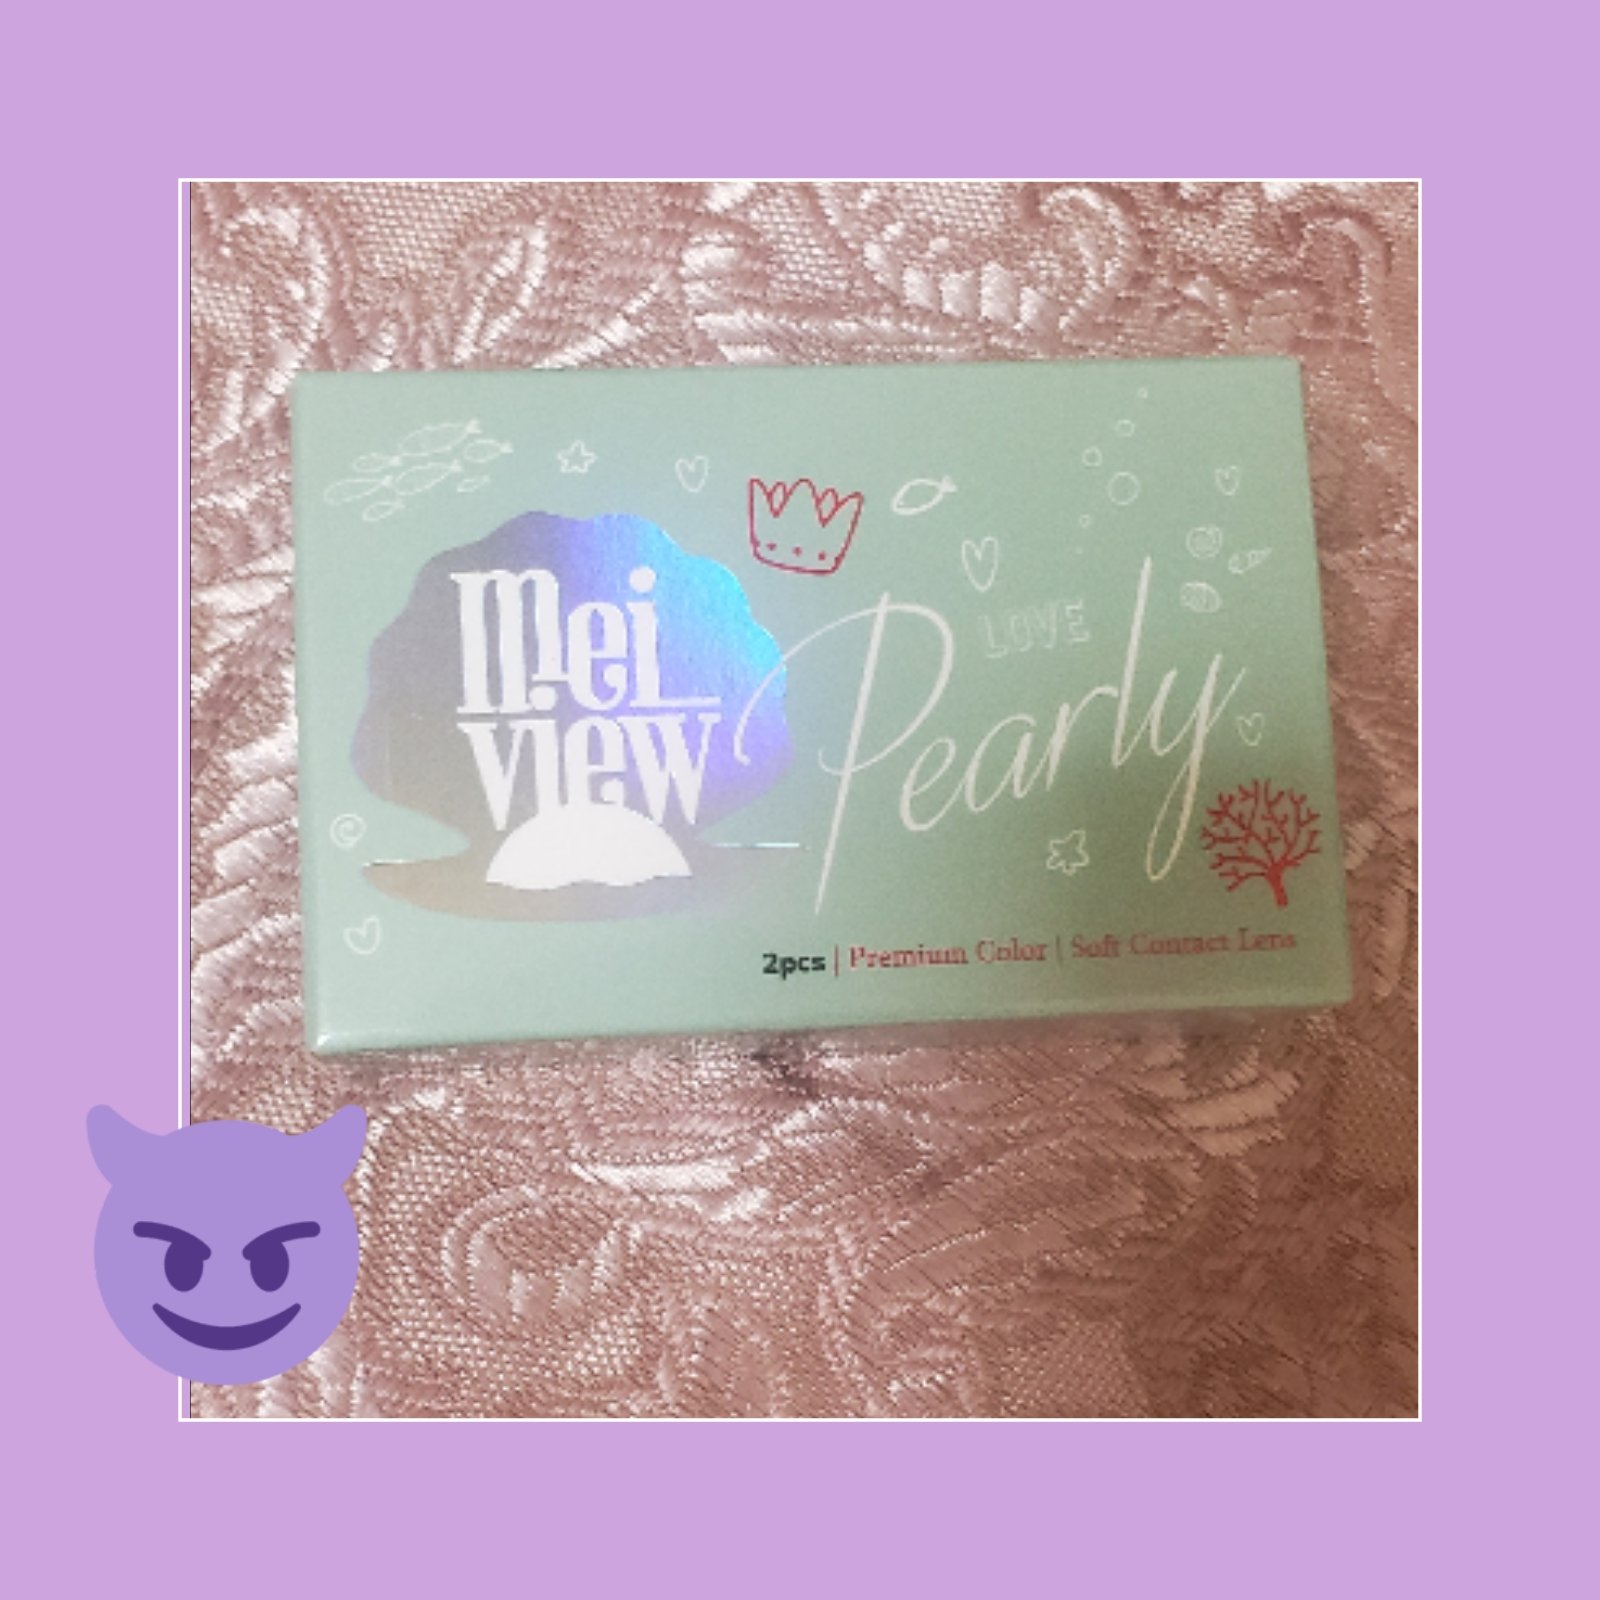 mei
view
LOVE
Pearly
2pcs | Premium Color | Soft Contact Lens